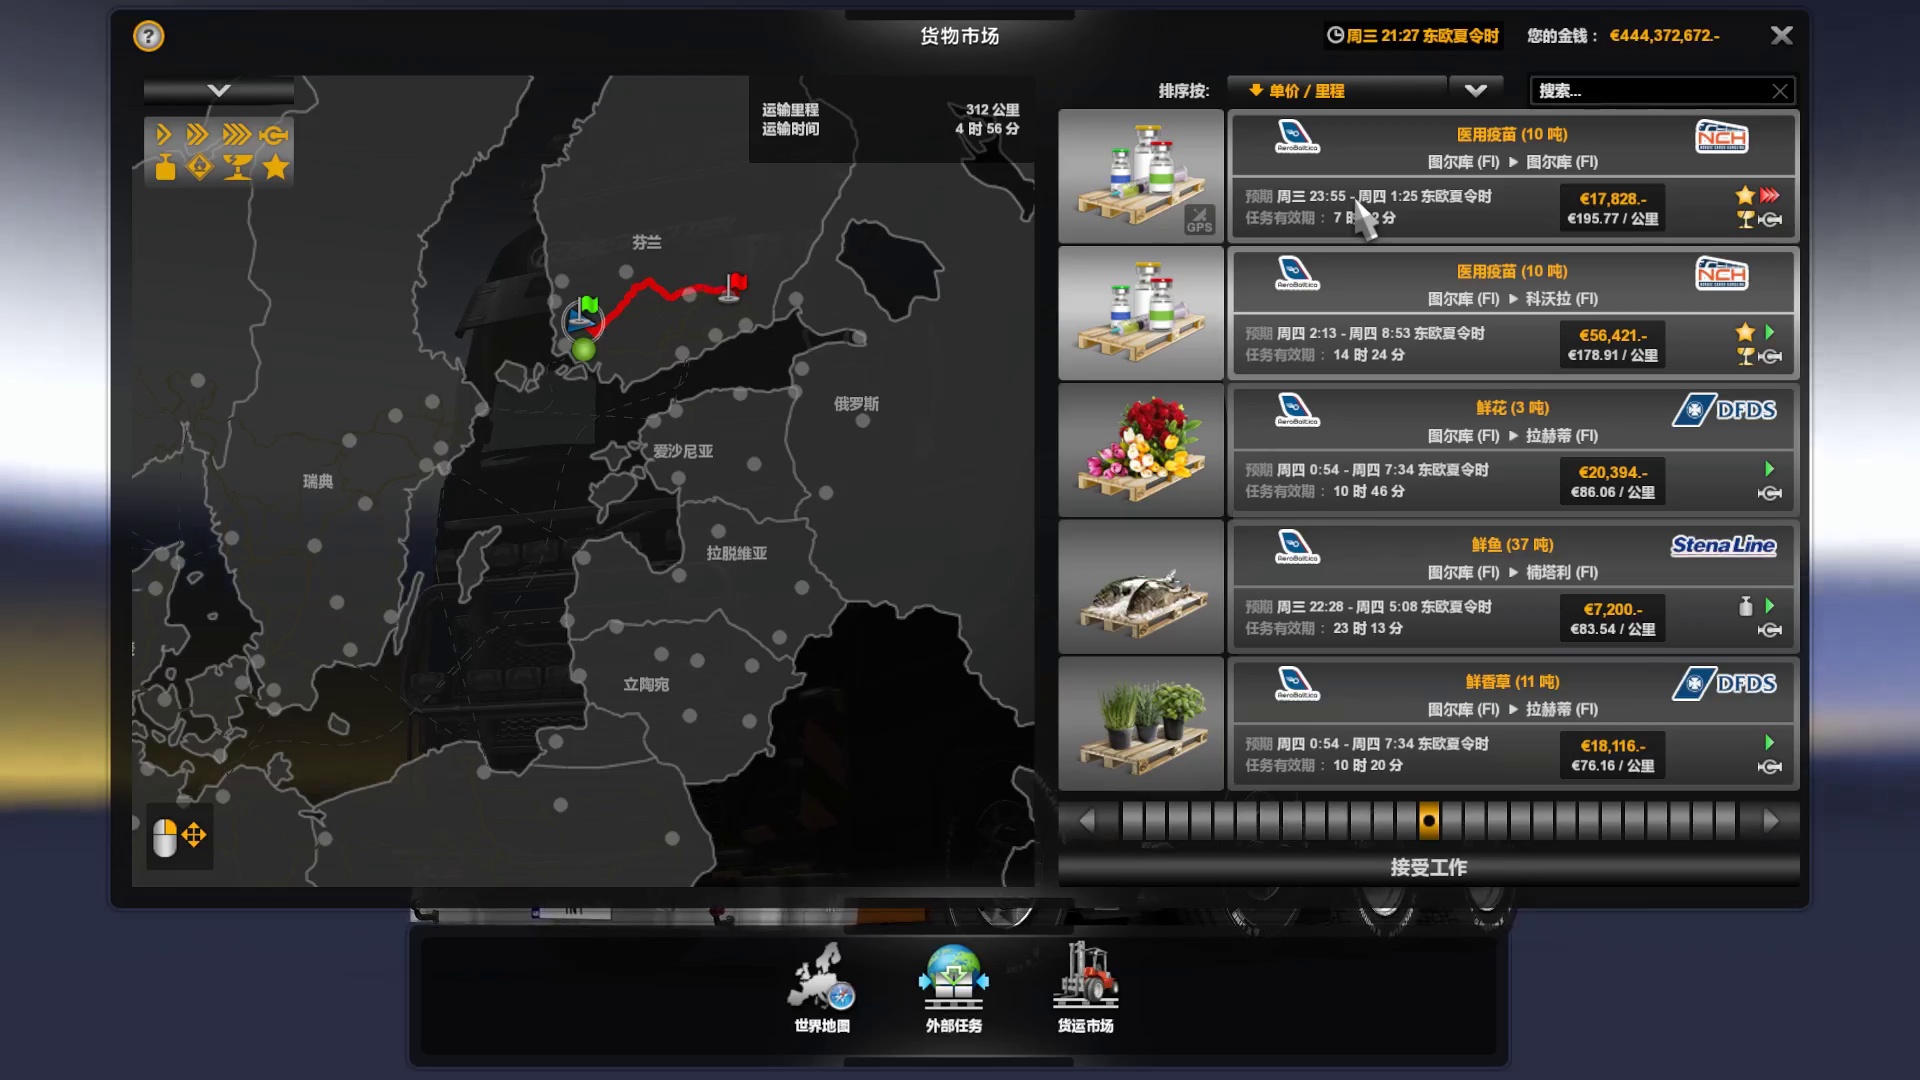 货物市场
周三 21:27 东欧夏令时
您的金钱： €444,372,672.-
运输里程 312 公里
运输时间 4 时 56 分
芬兰
俄罗斯
爱沙尼亚
瑞典
拉脱维亚
立陶宛
排序按:
单价 / 里程
搜索...
AeroBaltica
医用疫苗 (10 吨)
NCH
图尔库 (FI) 图尔库 (FI)
GPS
预期 周三 23:55 - 周四 1:25 东欧夏令时
任务有效期： 7 时 2 分
€17,828.-
€195.77 / 公里
AeroBaltica
医用疫苗 (10 吨)
NCH
图尔库 (FI) 科沃拉 (FI)
预期 周四 2:13 - 周四 8:53 东欧夏令时
任务有效期： 14 时 24 分
€56,421.-
€178.91 / 公里
AeroBaltica
鲜花 (3 吨)
DFDS
图尔库 (FI) 拉赫蒂 (FI)
预期 周四 0:54 - 周四 7:34 东欧夏令时
任务有效期： 10 时 46 分
€20,394.-
€86.06 / 公里
AeroBaltica
鲜鱼 (37 吨)
Stena Line
图尔库 (FI) 楠塔利 (FI)
预期 周三 22:28 - 周四 5:08 东欧夏令时
任务有效期： 23 时 13 分
€7,200.-
€83.54 / 公里
AeroBaltica
鲜香草 (11 吨)
DFDS
图尔库 (FI) 拉赫蒂 (FI)
预期 周四 0:54 - 周四 7:34 东欧夏令时
任务有效期： 10 时 20 分
€18,116.-
€76.16 / 公里
接受工作
世界地图
外部任务
货运市场